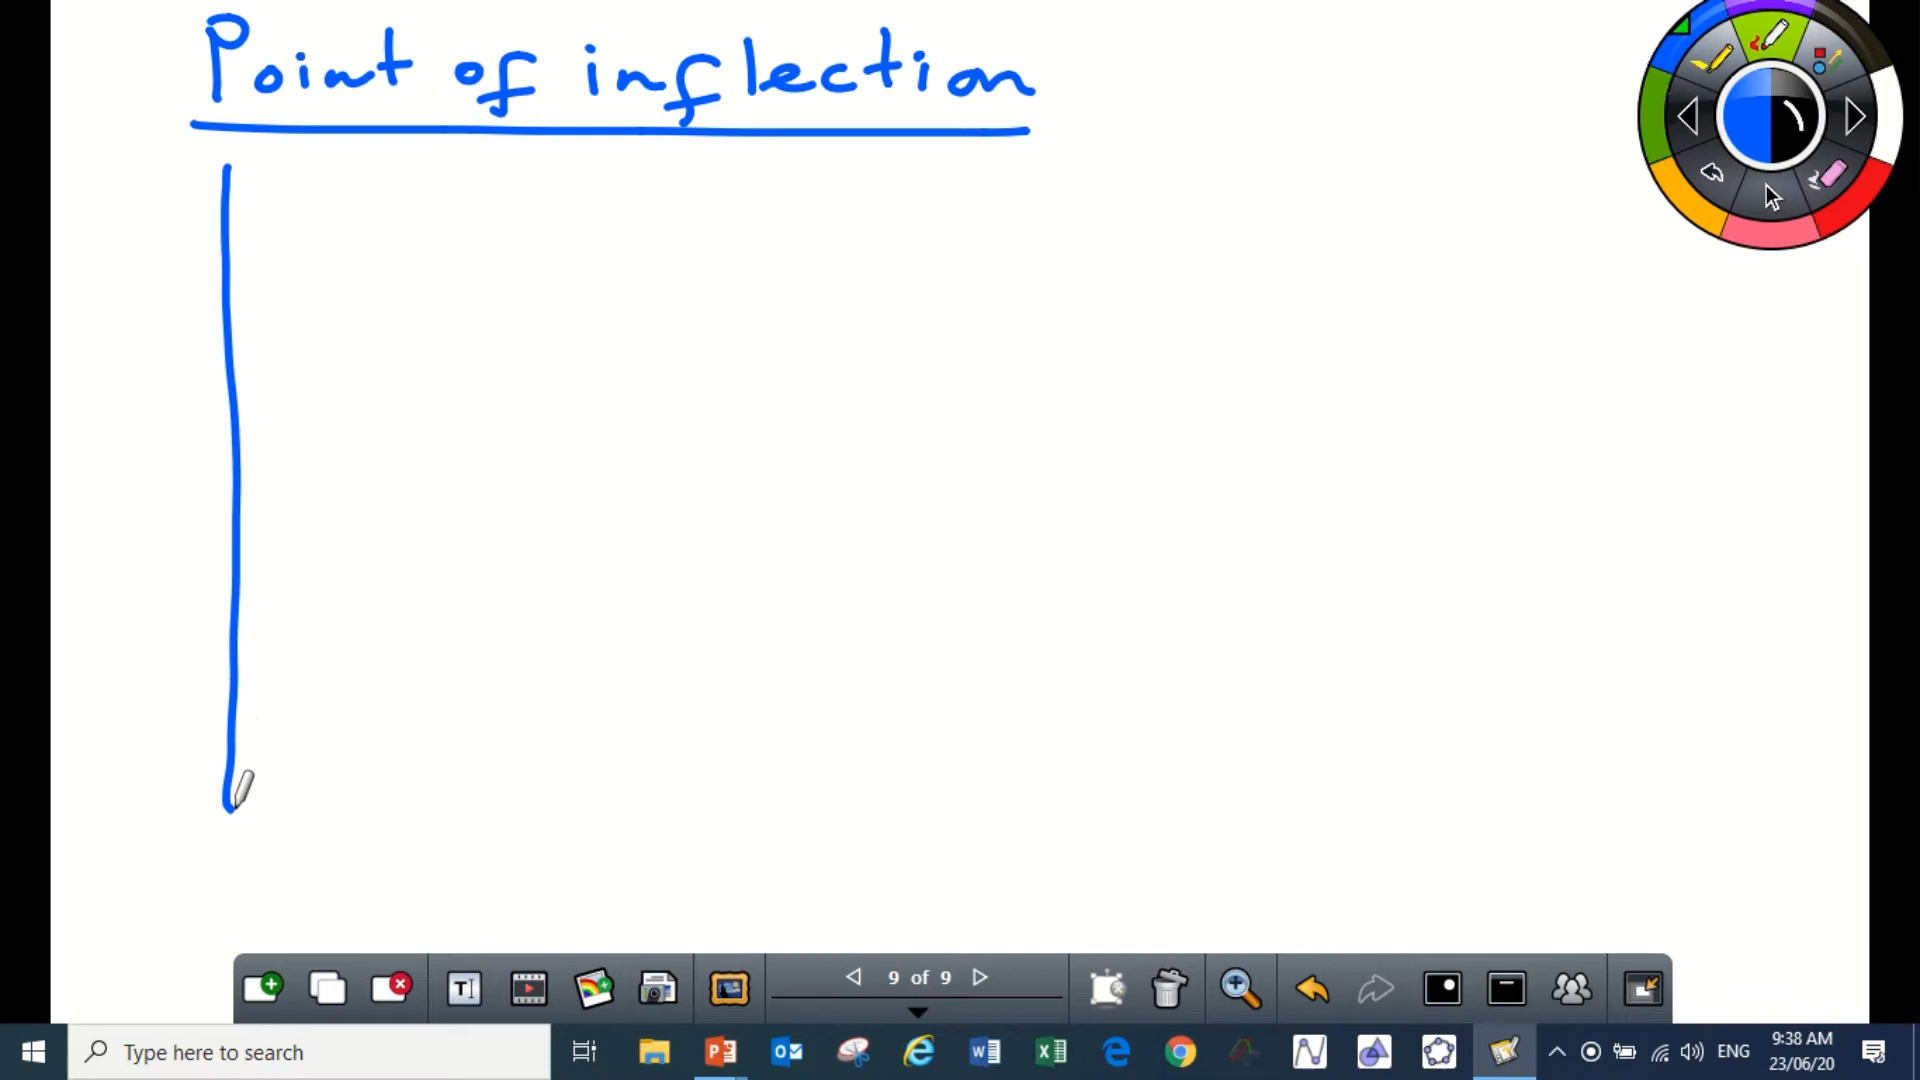 Point of inflection
9 of 9
Type here to search
ENG
9:38 AM
23/06/20